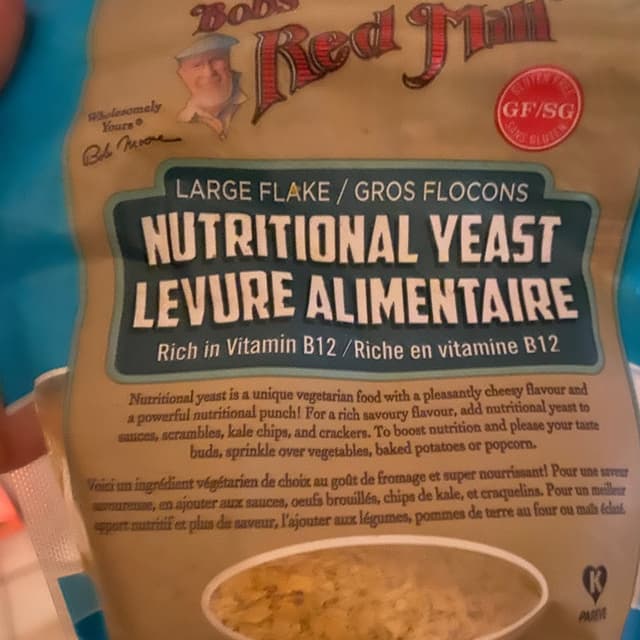 Bob's
Red Mill
Wholesomely
Yours®
Bob Moore
GLUTEN FREE
GF/SG
SANS GLUTEN
LARGE FLAKE / GROS FLOCONS
NUTRITIONAL YEAST
LEVURE ALIMENTAIRE
Rich in Vitamin B12 / Riche en vitamine B12
Nutritional yeast is a unique vegetarian food with a pleasantly cheesy flavour and
a powerful nutritional punch! For a rich savoury flavour, add nutritional yeast to
sauces, scrambles, kale chips, and crackers. To boost nutrition and please your taste
buds, sprinkle over vegetables, baked potatoes or popcorn.
Voici un ingrédient végétarien de choix au goût de fromage et super nourrissant! Pour une saveur
savoureuse, en ajouter aux sauces, oeufs brouillés, chips de kale, et craquelins. Pour un meilleur
apport nutritif et plus de saveur, l'ajouter aux légumes, pommes de terre au four ou maïs éclaté.
K
PAREVE